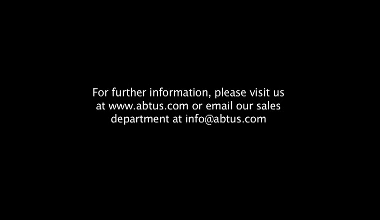 For further information, please visit us
at www.abtus.com or email our sales
department at info@abtus.com